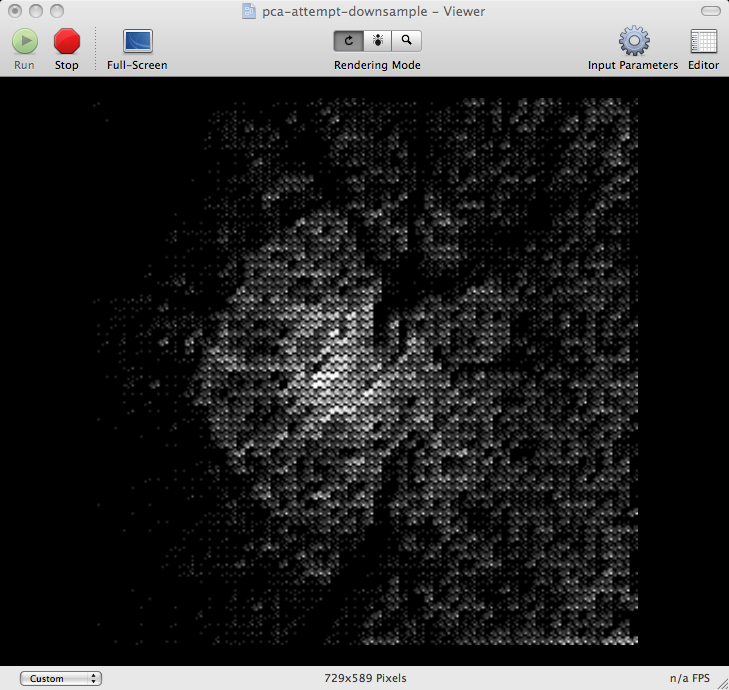 pca-attempt-downsample – Viewer
Run Stop Full-Screen Rendering Mode Input Parameters Editor
Custom 729x589 Pixels n/a FPS